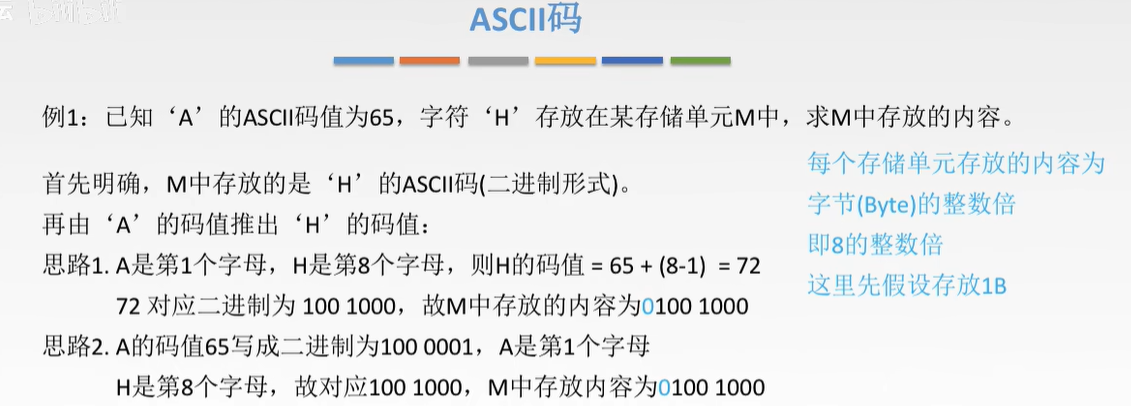 ASCII码
例1：已知‘A’的ASCII码值为65，字符‘H’存放在某存储单元M中，求M中存放的内容。
首先明确，M中存放的是‘H’的ASCII码(二进制形式)。
再由‘A’的码值推出‘H’的码值：
思路1. A是第1个字母，H是第8个字母，则H的码值 = 65 + (8-1) = 72
72 对应二进制为 100 1000，故M中存放的内容为0100 1000
思路2. A的码值65写成二进制为100 0001，A是第1个字母
H是第8个字母，故对应100 1000，M中存放内容为0100 1000
每个存储单元存放的内容为
字节(Byte)的整数倍
即8的整数倍
这里先假设存放1B